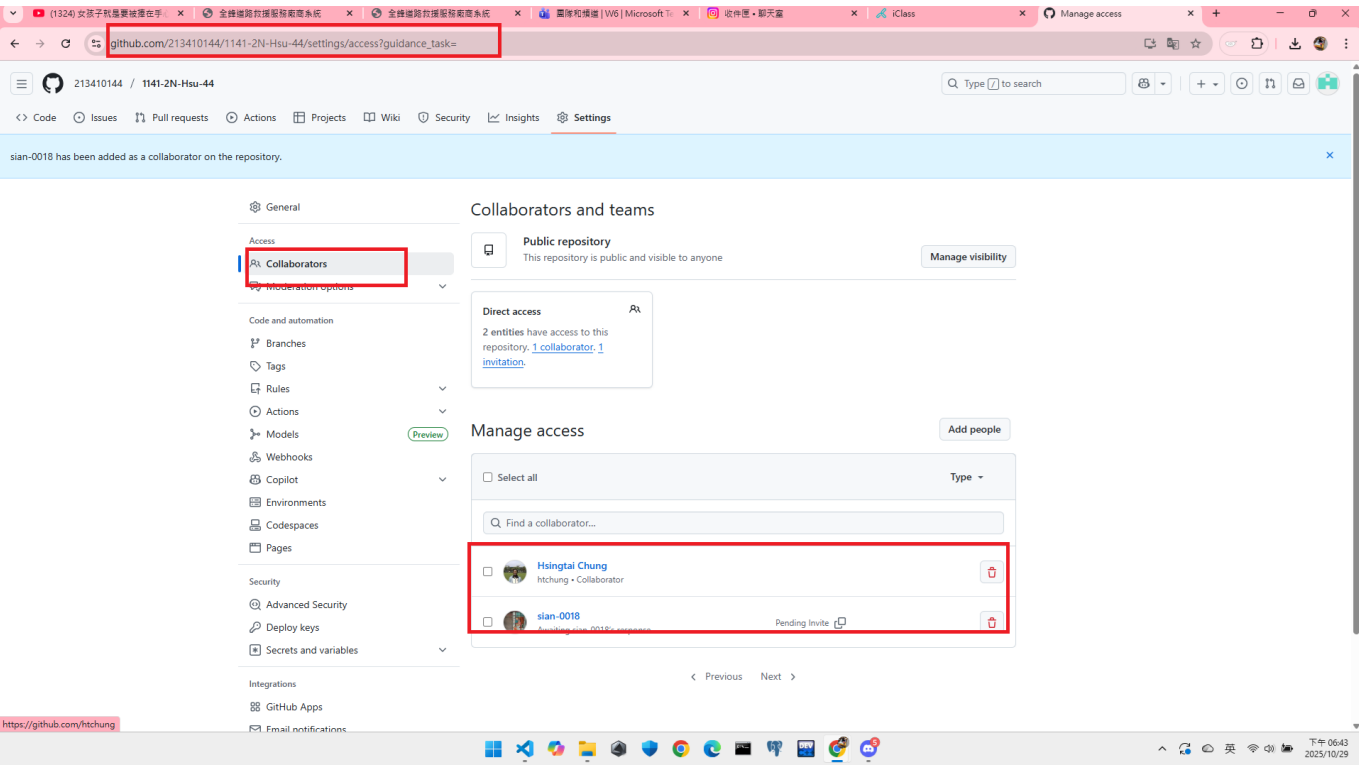 (1324) 女孩子就是要被捧在手心
全鋒道路救援服務廠商系統
全鋒道路救援服務廠商系統
團隊和頻道 | W6 | Microsoft Te
收件匣 • 聊天室
iClass
Manage access
github.com/213410144/1141-2N-Hsu-44/settings/access?guidance_task=
213410144 / 1141-2N-Hsu-44
Type / to search
Code
Issues
Pull requests
Actions
Projects
Wiki
Security
Insights
Settings
sian-0018 has been added as a collaborator on the repository.
General
Access
Collaborators
Moderation options
Code and automation
Branches
Tags
Rules
Actions
Models
Preview
Webhooks
Copilot
Environments
Codespaces
Pages
Security
Advanced Security
Deploy keys
Secrets and variables
Integrations
GitHub Apps
Email notifications
Collaborators and teams
Public repository
This repository is public and visible to anyone
Manage visibility
Direct access
2 entities have access to this
repository. 1 collaborator. 1
invitation.
Manage access
Add people
Select all
Type
Find a collaborator...
Hsingtai Chung
htchung • Collaborator
sian-0018
Awaiting sian-0018's response
Pending Invite
Previous
Next
https://github.com/htchung
DEV
英
下午 06:43
2025/10/29